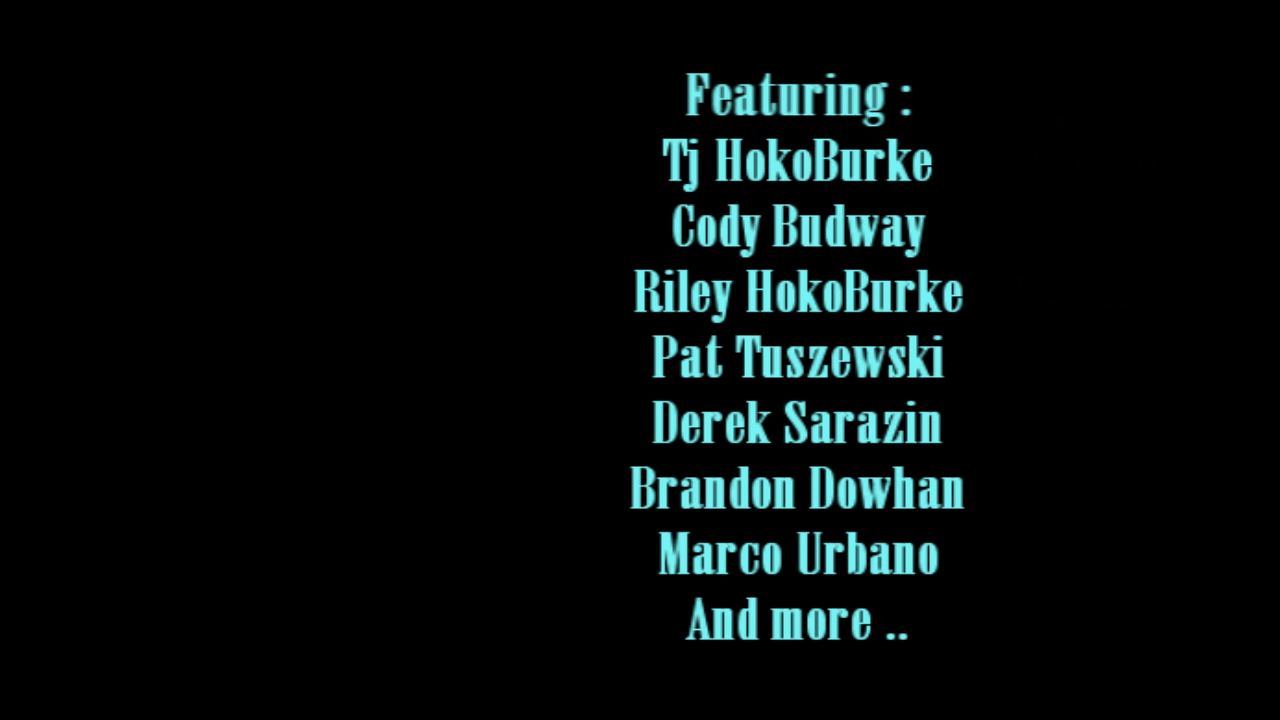 Featuring :
Tj HokoBurke
Cody Budway
Riley HokoBurke
Pat Tuszewski
Derek Sarazin
Brandon Dowhan
Marco Urbano
And more ..